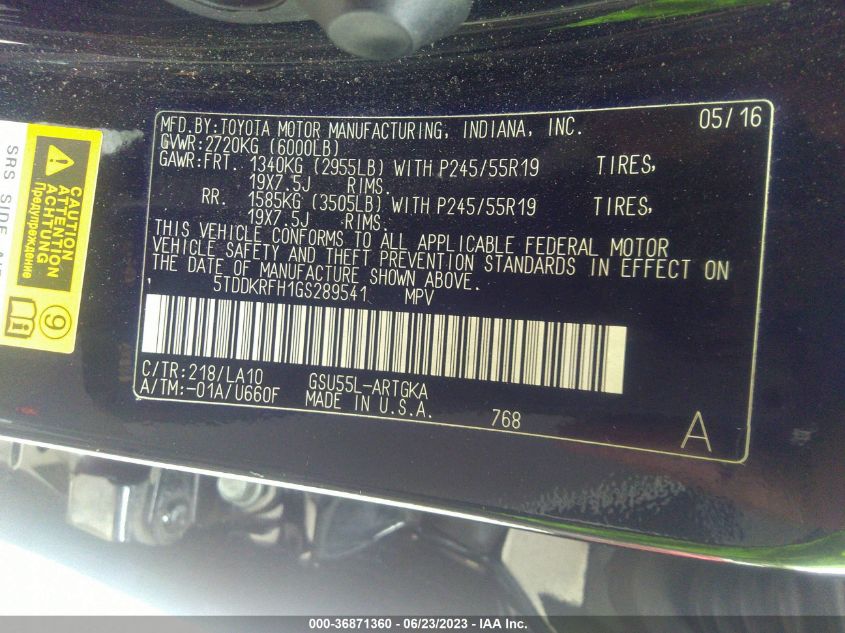 MFD.BY:TOYOTA MOTOR MANUFACTURING, INDIANA, INC. 05/16
GVWR:2720KG (6000LB)
GAWR:FRT. 1340KG (2955LB) WITH P245/55R19 TIRES,
19X7.5J RIMS.
RR. 1585KG (3505LB) WITH P245/55R19 TIRES,
19X7.5J RIMS.
THIS VEHICLE CONFORMS TO ALL APPLICABLE FEDERAL MOTOR
VEHICLE SAFETY AND THEFT PREVENTION STANDARDS IN EFFECT ON
THE DATE OF MANUFACTURE SHOWN ABOVE.
5TDDKRFH1GS289541 MPV
C/TR:218/LA10 GSU55L-ARTGKA
A/TM:-01A/U660F MADE IN U.S.A. 768 A
CAUTION
ATTENTION
ACHTUNG
Предупреждение
9
SRS SIDE
000-36871360 - 06/23/2023 - IAA Inc.